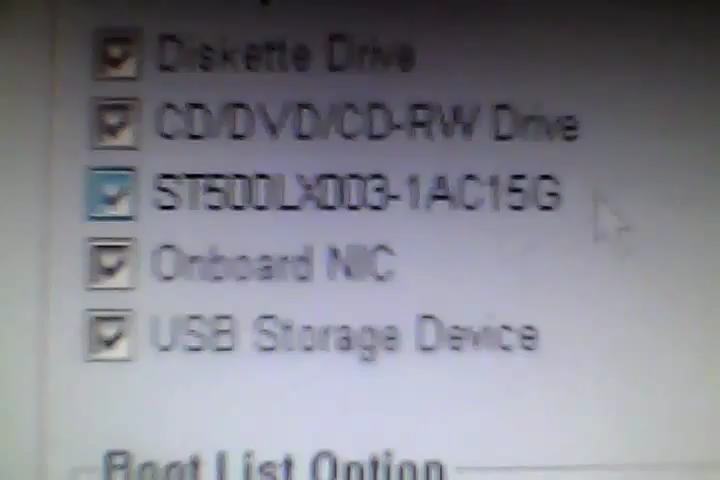 Diskette Drive
CD/DVD/CD-RW Drive
ST500LX003-1AC15G
Onboard NIC
USB Storage Device
Boot List Option